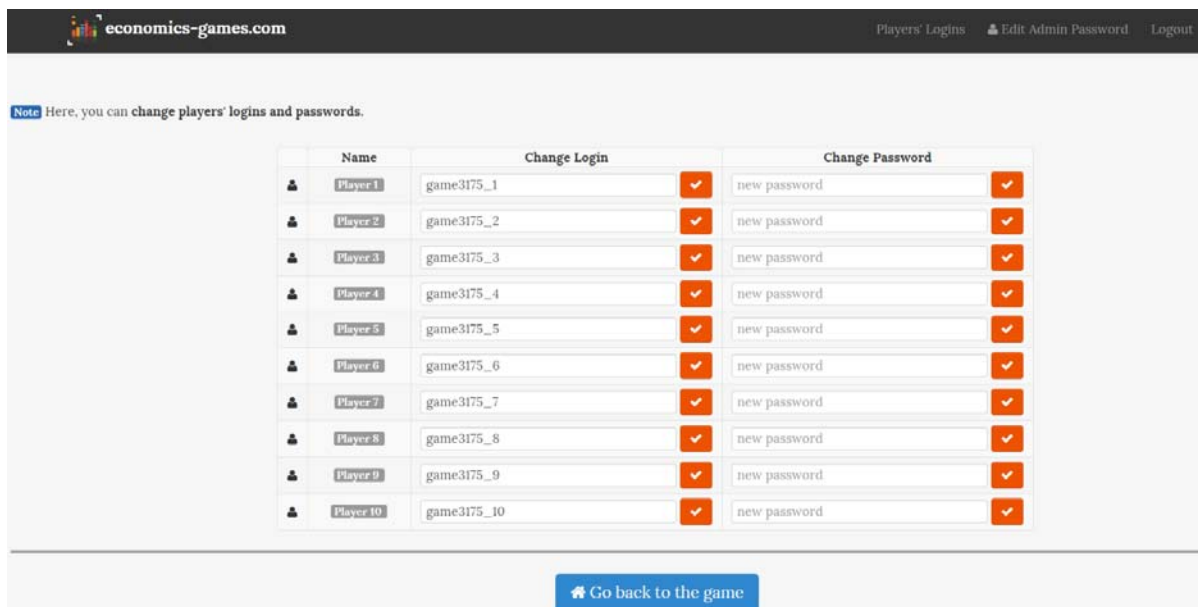 economics-games.com Players' Logins Edit Admin Password Logout
Note Here, you can change players' logins and passwords.
Name Change Login Change Password
Player 1 game3175_1 new password
Player 2 game3175_2 new password
Player 3 game3175_3 new password
Player 4 game3175_4 new password
Player 5 game3175_5 new password
Player 6 game3175_6 new password
Player 7 game3175_7 new password
Player 8 game3175_8 new password
Player 9 game3175_9 new password
Player 10 game3175_10 new password
Go back to the game